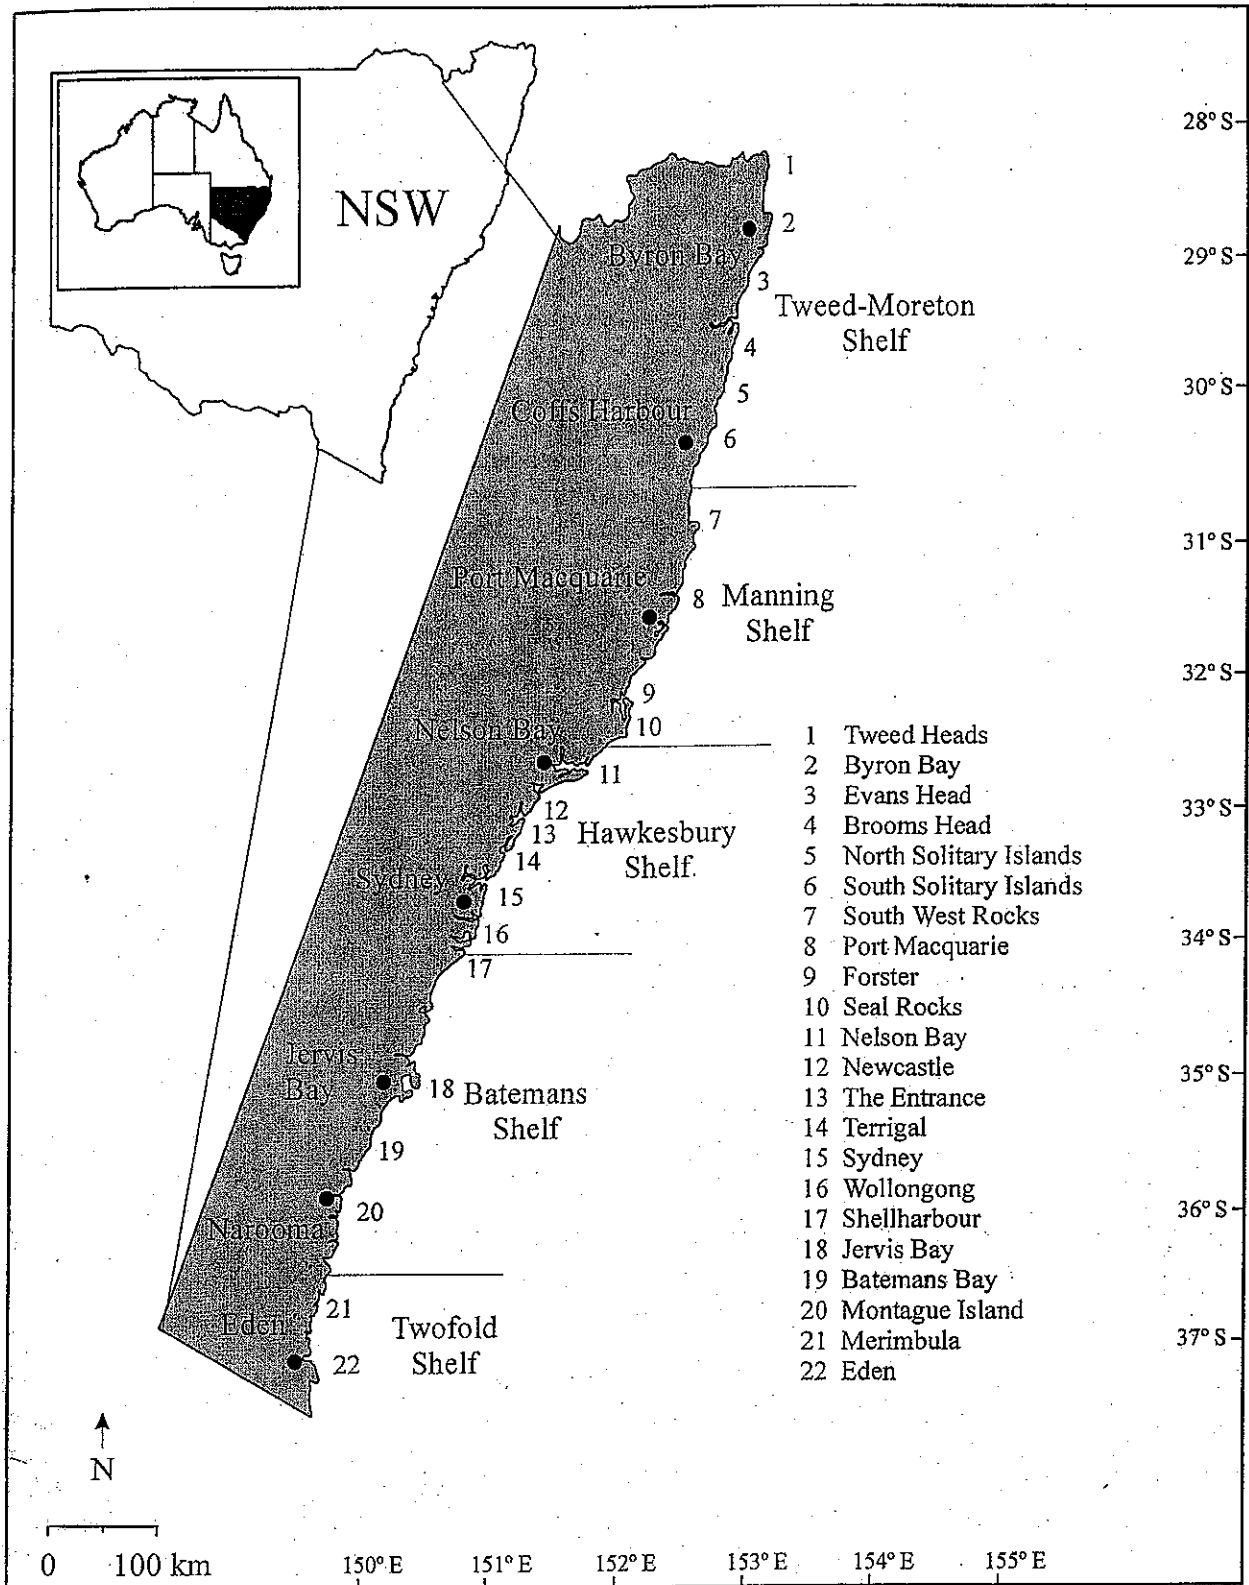 NSW
28° S
1
2
Byron Bay
29° S
3
Tweed-Moreton
Shelf
4
30° S
5
Coffs Harbour
6
7
31° S
Port Macquarie
8
Manning
Shelf
32° S
9
10
Nelson Bay
11
33° S
12
13
14
Hawkesbury
Shelf.
Sydney
15
16
34° S
17
Jervis
Bay
18
Batemans
Shelf
35° S
19
20
36° S
Narooma
21
Eden
Twofold
Shelf
22
37° S
1 Tweed Heads
2 Byron Bay
3 Evans Head
4 Brooms Head
5 North Solitary Islands
6 South Solitary Islands
7 South West Rocks
8 Port Macquarie
9 Forster
10 Seal Rocks
11 Nelson Bay
12 Newcastle
13 The Entrance
14 Terrigal
15 Sydney
16 Wollongong
17 Shellharbour
18 Jervis Bay
19 Batemans Bay
20 Montague Island
21 Merimbula
22 Eden
N
0 100 km
150° E 151° E 152° E 153° E 154° E 155° E